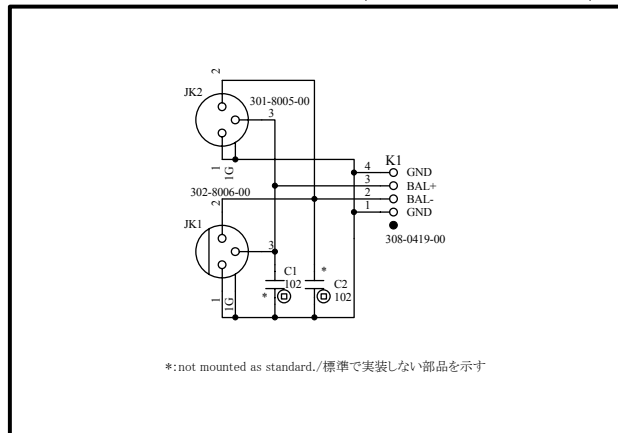 2
JK2
301-8005-00
3
1
1G
K1
4 GND
3 BAL+
2 BAL-
1 GND
308-0419-00
302-8006-00
2
JK1
3
1
1G
C1
102
*
*
C2
102
*:not mounted as standard./標準で実装しない部品を示す